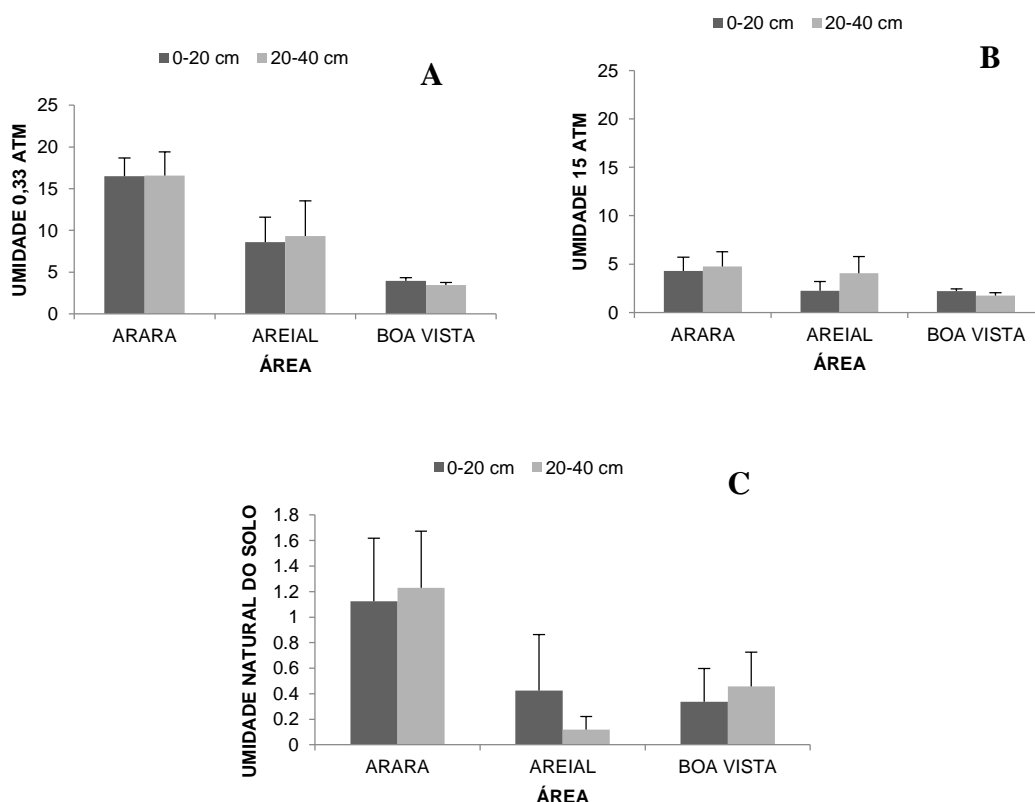 0-20 cm 20-40 cm
A
UMIDADE 0,33 ATM
25
20
15
10
5
0
ARARA AREIAL BOA VISTA
ÁREA
0-20 cm 20-40 cm
B
UMIDADE 15 ATM
25
20
15
10
5
0
ARARA AREIAL BOA VISTA
ÁREA
0-20 cm 20-40 cm
C
UMIDADE NATURAL DO SOLO
1.8
1.6
1.4
1.2
1
0.8
0.6
0.4
0.2
0
ARARA AREIAL BOA VISTA
ÁREA